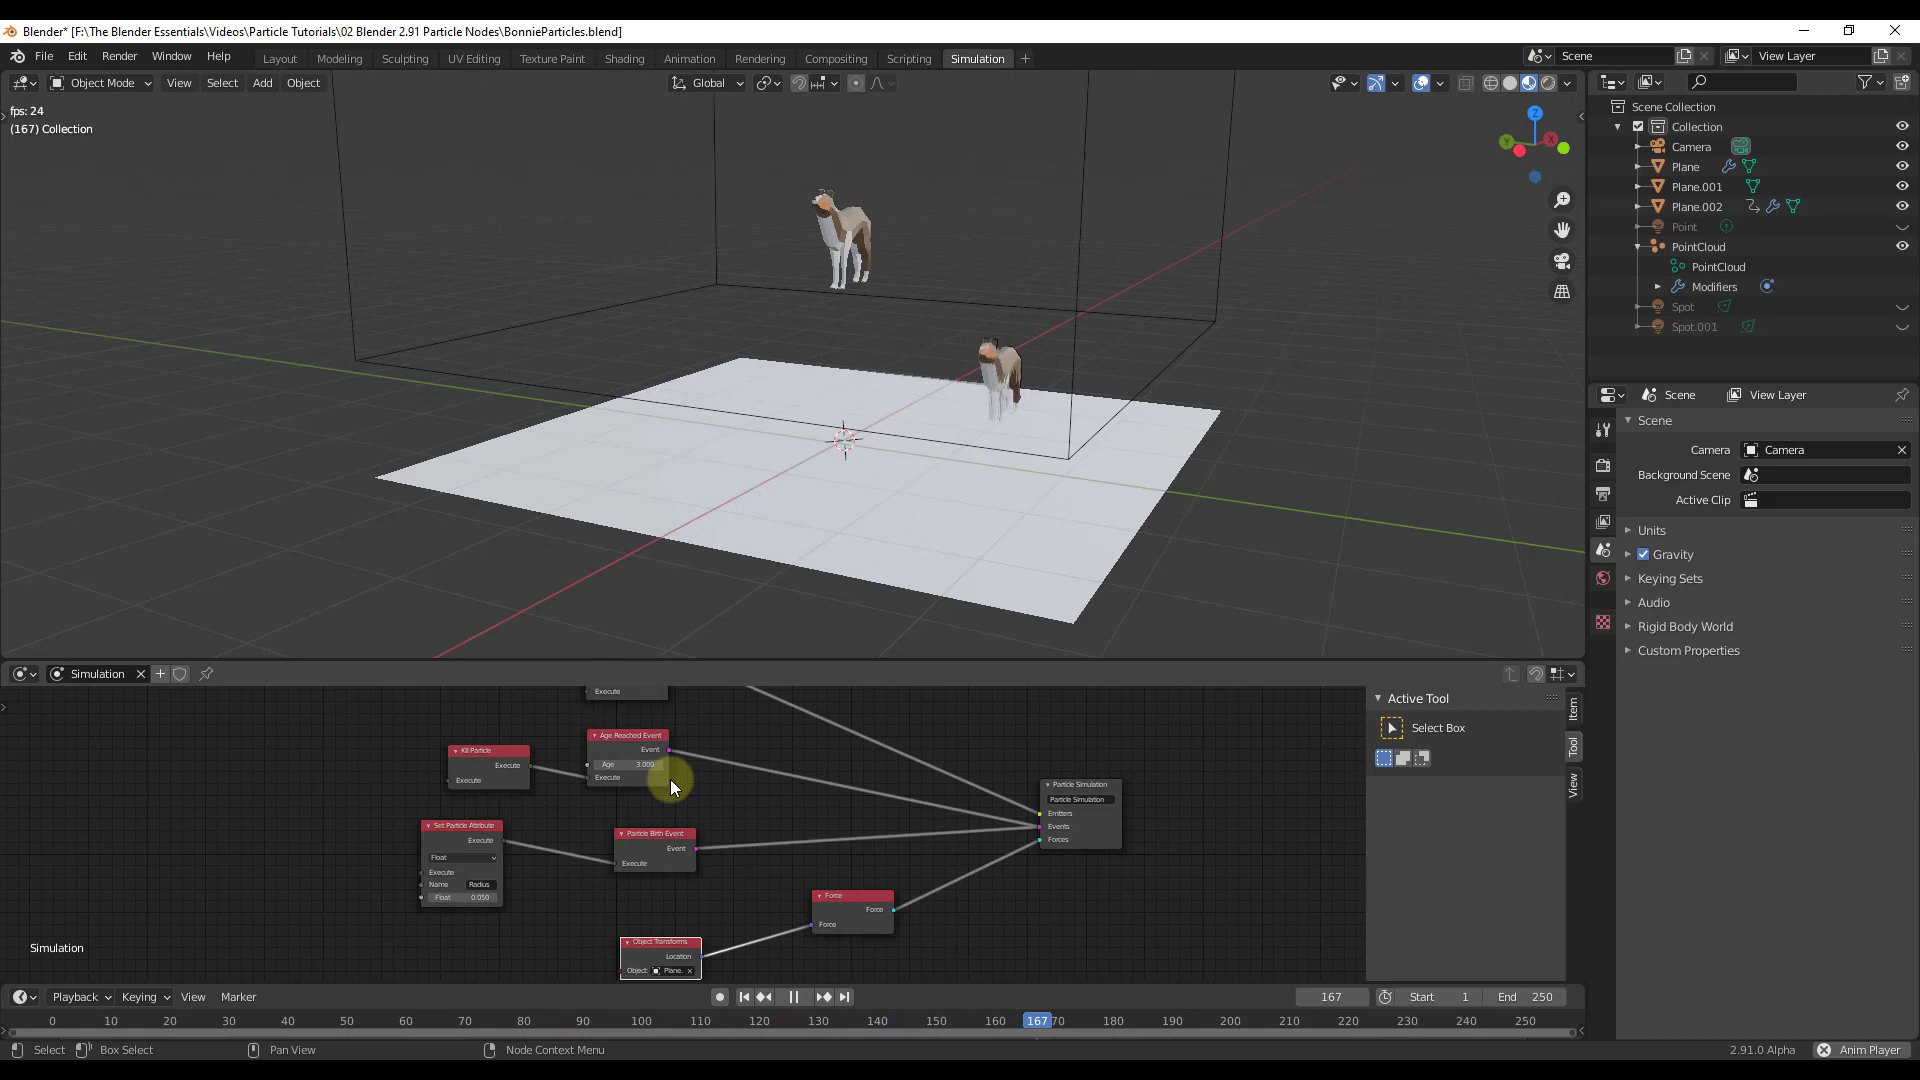 Blender* [F:\The Blender Essentials\Videos\Particle Tutorials\02 Blender 2.91 Particle Nodes\BonnieParticles.blend]
File Edit Render Window Help Layout Modeling Sculpting UV Editing Texture Paint Shading Animation Rendering Compositing Scripting Simulation + Scene View Layer
Object Mode View Select Add Object Global
fps: 24
(167) Collection
Z
Y
X
Scene Collection
Collection
Camera
Plane
Plane.001
Plane.002
Point
PointCloud
PointCloud
Modifiers
Spot
Spot.001
Scene View Layer
Scene
Camera Camera
Background Scene
Active Clip
Units
Gravity
Keying Sets
Audio
Rigid Body World
Custom Properties
Simulation
Execute
Age Reached Event
Event
Age 3.000
Execute
Kill Particle
Execute
Execute
Set Particle Attribute
Execute
Float
Execute
Name Radius
Float 0.050
Particle Birth Event
Event
Execute
Particle Simulation
Particle Simulation
Emitters
Events
Forces
Force
Force
Force
Object Transforms
Location
Object: Plane.
Simulation
Active Tool
Select Box
Item
Tool
View
Playback Keying View Marker 167 Start 1 End 250
0 10 20 30 40 50 60 70 80 90 100 110 120 130 140 150 160 167 70 180 190 200 210 220 230 240 250
Select Box Select Pan View Node Context Menu 2.91.0 Alpha Anim Player